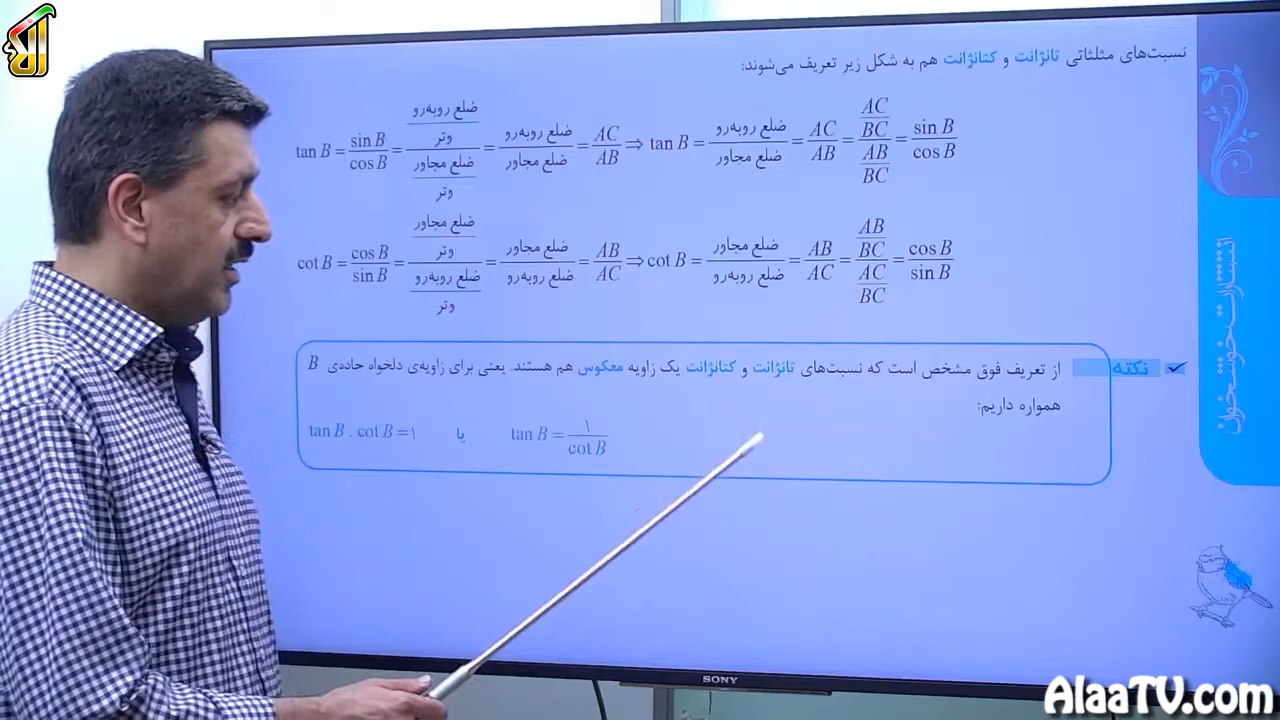 نسبت‌های مثلثاتی تانژانت و کتانژانت هم به شکل زیر تعریف می‌شوند:
tan B = sin B / cos B = (ضلع روبه‌رو / وتر) / (ضلع مجاور / وتر) = ضلع روبه‌رو / ضلع مجاور = AC / AB ⇒ tan B = ضلع روبه‌رو / ضلع مجاور = AC / AB = (AC / BC) / (AB / BC) = sin B / cos B
cot B = cos B / sin B = (ضلع مجاور / وتر) / (ضلع روبه‌رو / وتر) = ضلع مجاور / ضلع روبه‌رو = AB / AC ⇒ cot B = ضلع مجاور / ضلع روبه‌رو = AB / AC = (AB / BC) / (AC / BC) = cos B / sin B
نکته
از تعریف فوق مشخص است که نسبت‌های تانژانت و کتانژانت یک زاویه معکوس هم هستند. یعنی برای زاویه‌ی دلخواه حاده‌ی B
همواره داریم:
tan B . cot B = ۱ یا tan B = ۱ / cot B
انتشارات خوشخوان
SONY
AlaaTV.com